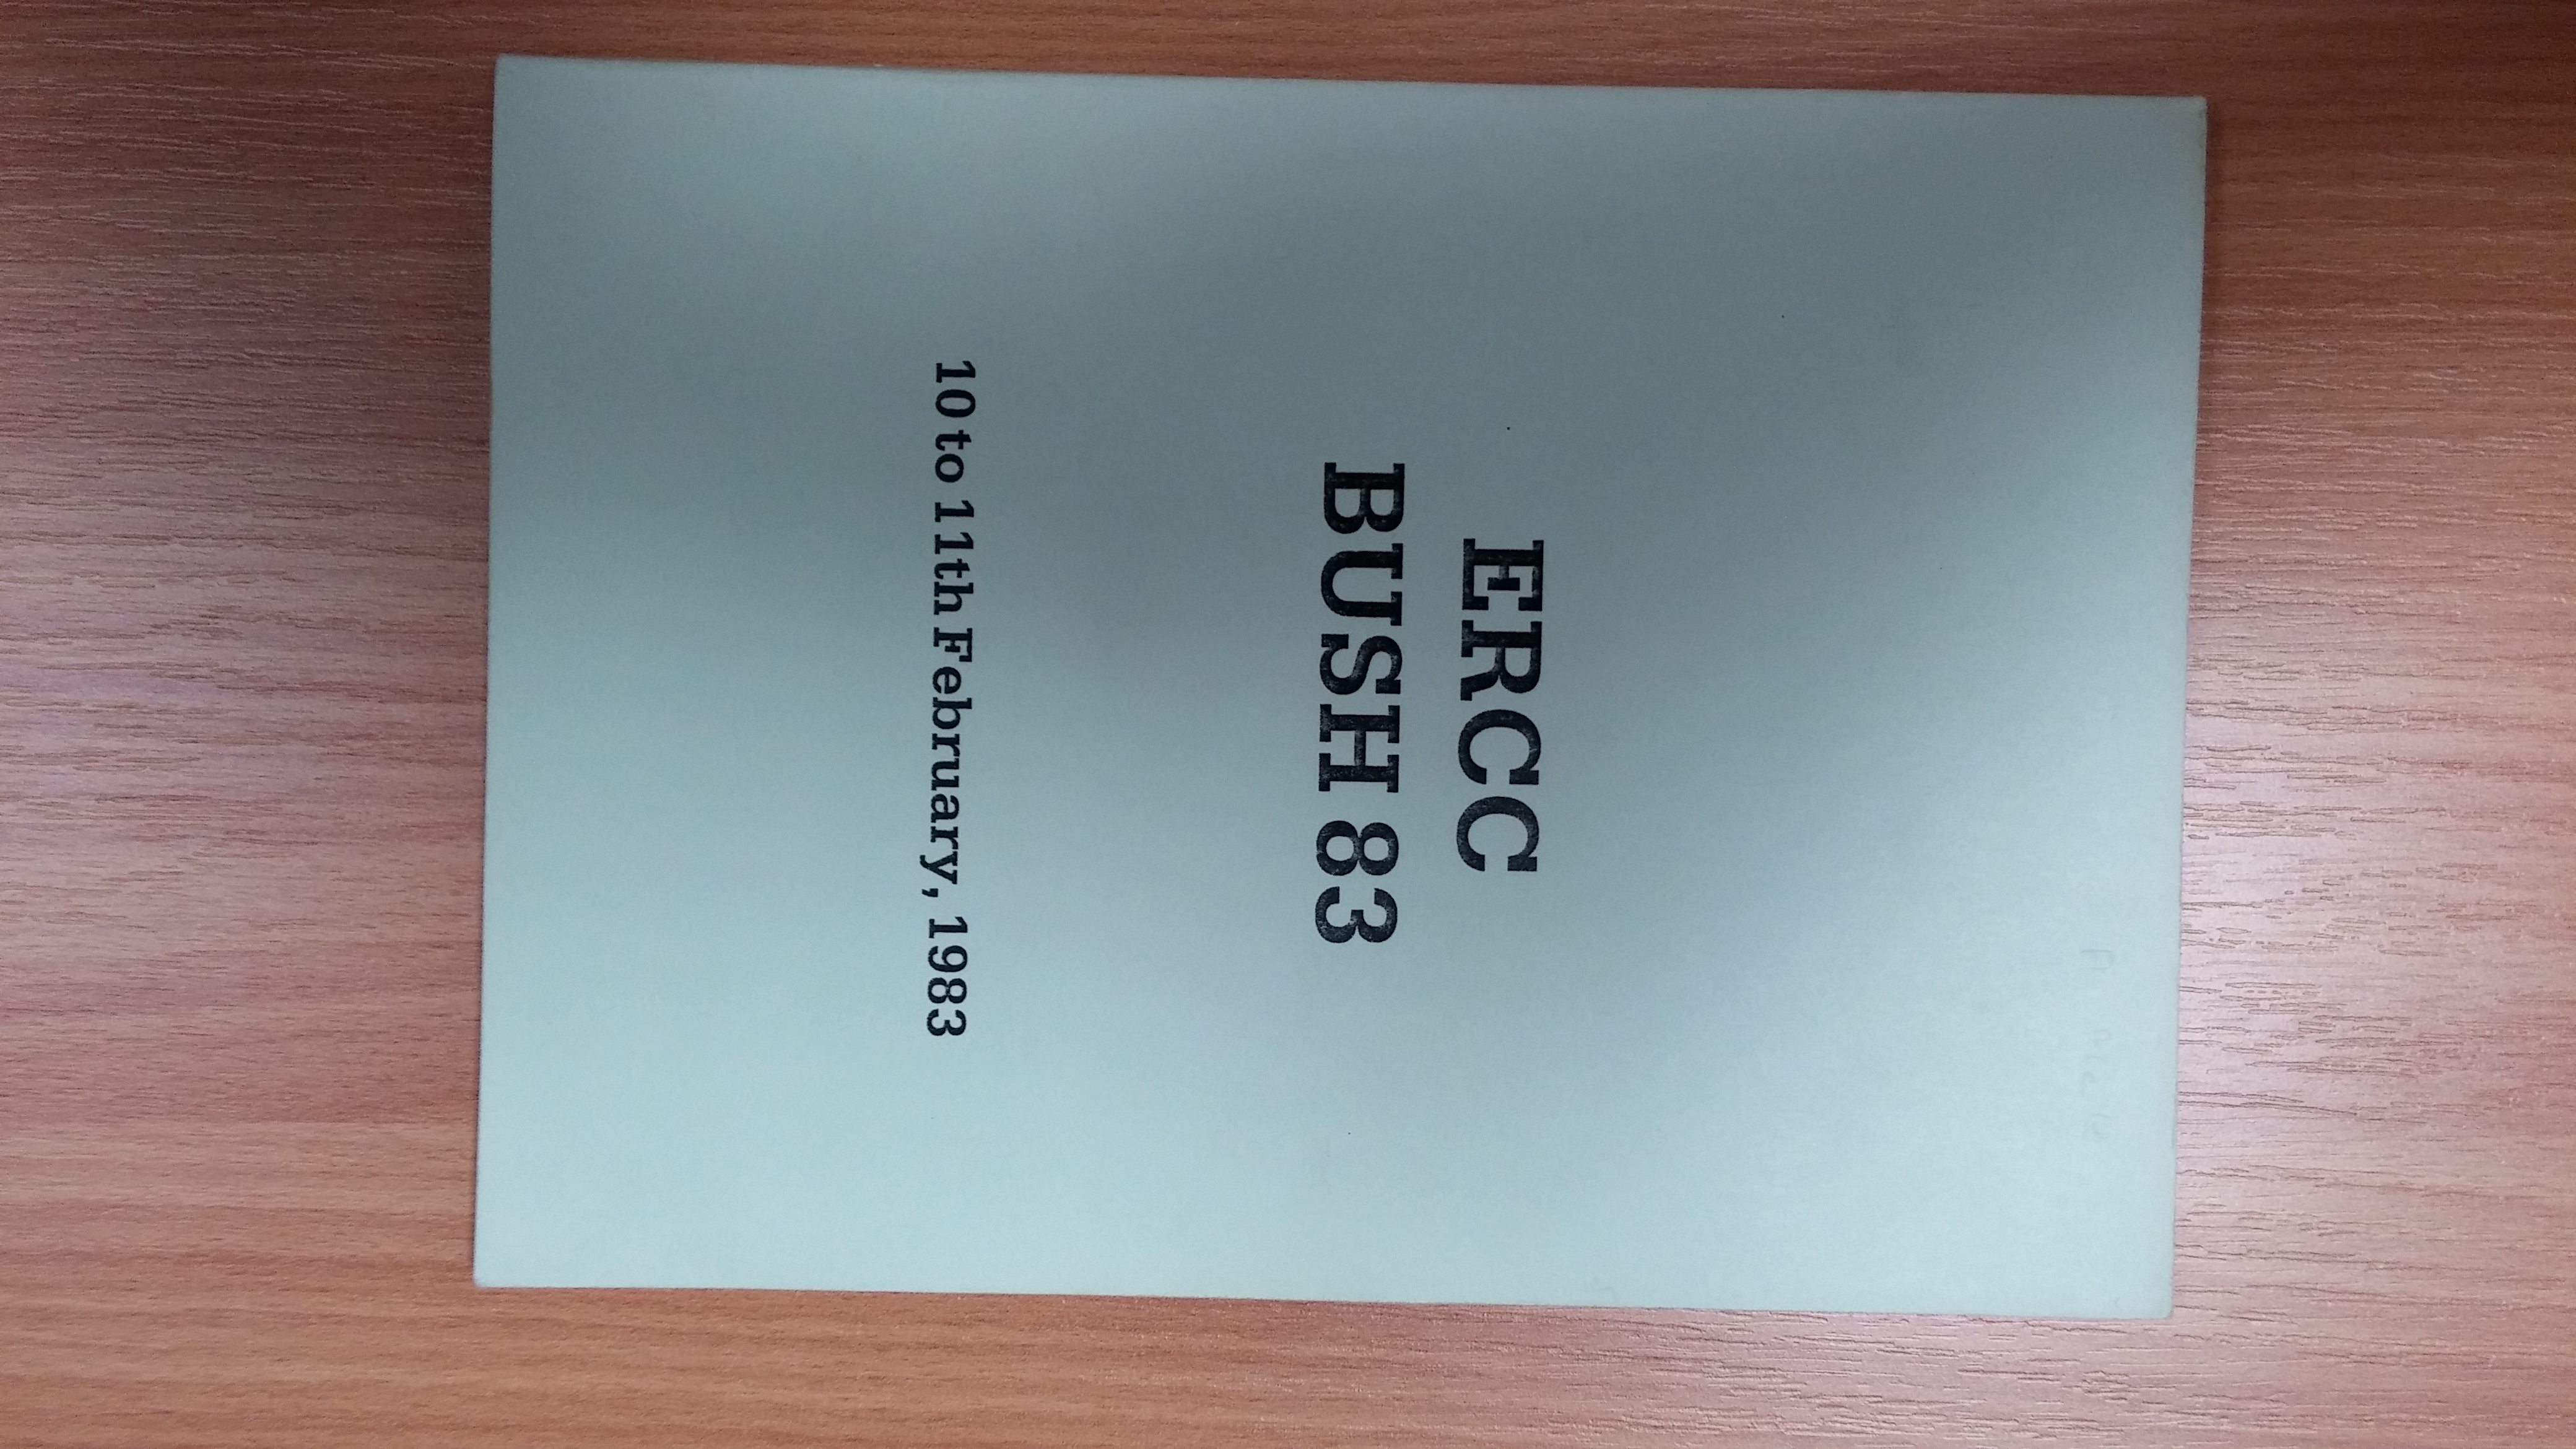 ERCC
BUSH 83
10 to 11th February, 1983